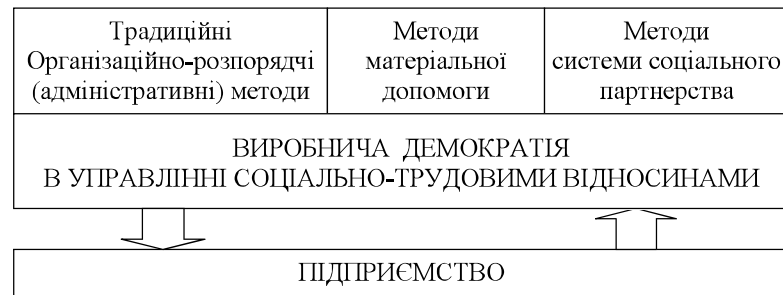 Традиційні
Організаційно-розпорядчі
(адміністративні) методи
Методи
матеріальної
допомоги
Методи
системи соціального
партнерства
ВИРОБНИЧА ДЕМОКРАТІЯ
В УПРАВЛІННІ СОЦІАЛЬНО-ТРУДОВИМИ ВІДНОСИНАМИ
ПІДПРИЄМСТВО